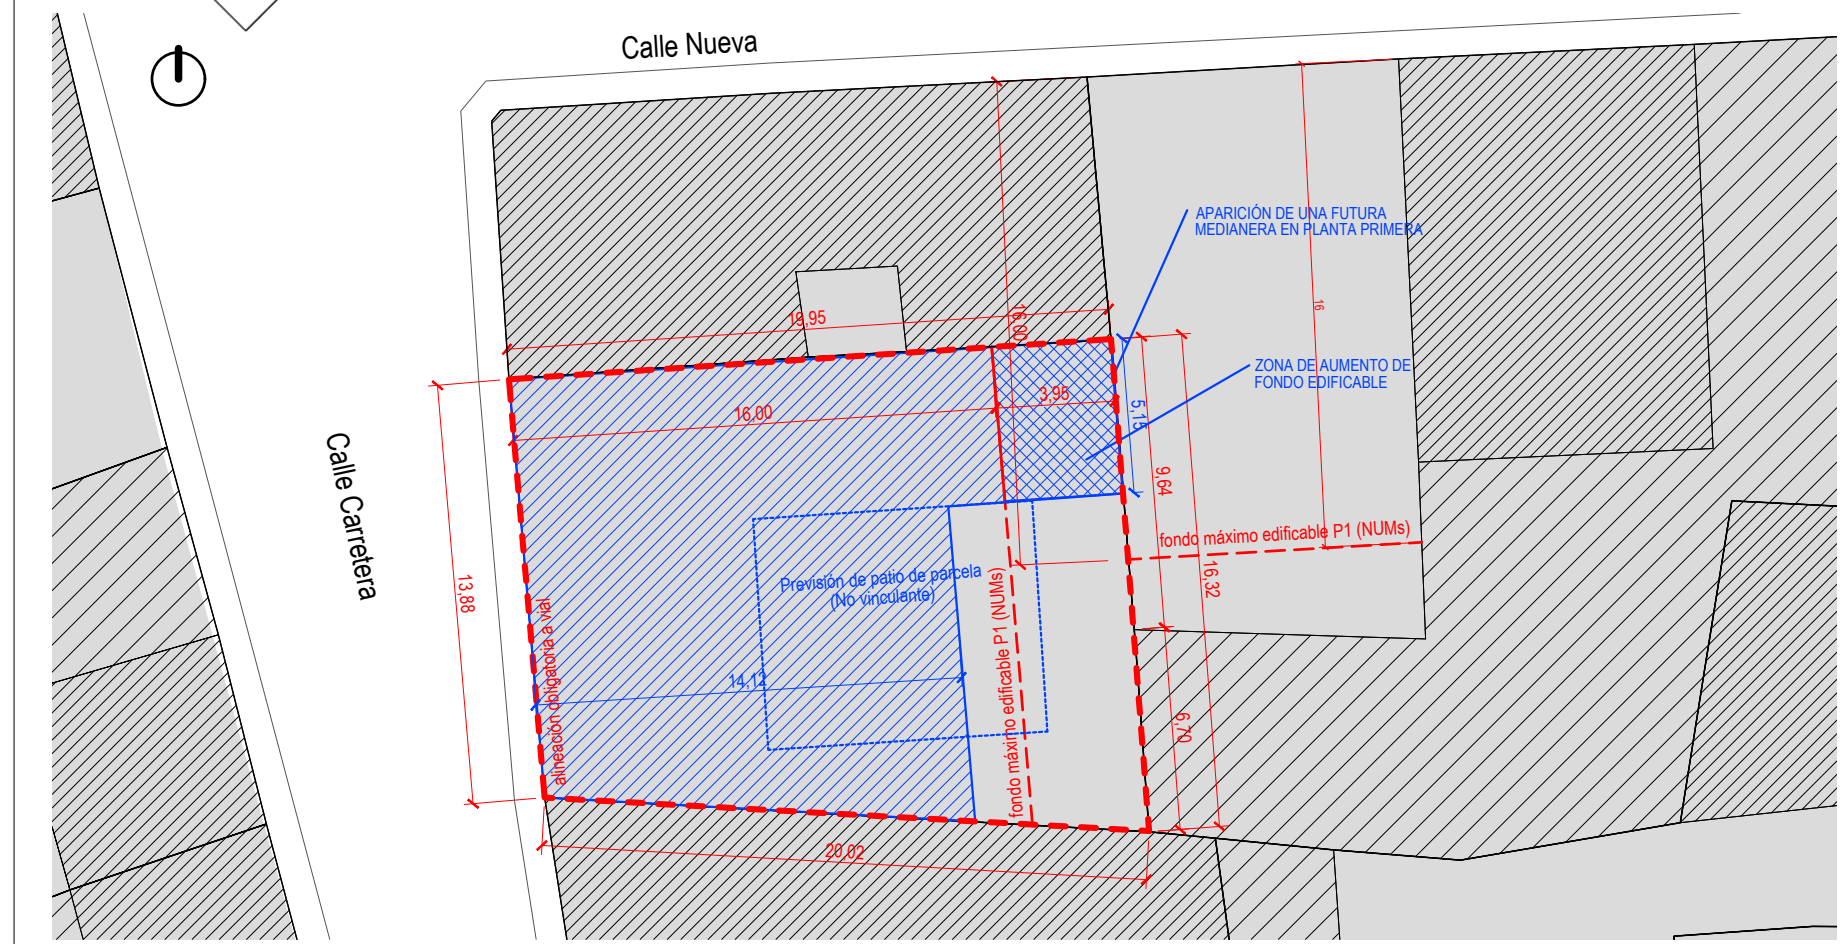 Calle Nueva
APARICIÓN DE UNA FUTURA
MEDIANERA EN PLANTA PRIMERA
19,95
16,00
16
ZONA DE AUMENTO DE
FONDO EDIFICABLE
16,00
3,95
5,15
9,64
Calle Carretera
fondo máximo edificable P1 (NUMs)
13,88
Previsión de patio de parcela
(No vinculante)
16,32
alineación obligatoria a vial
fondo máximo edificable P1 (NUMs)
14,12
6,70
20,02